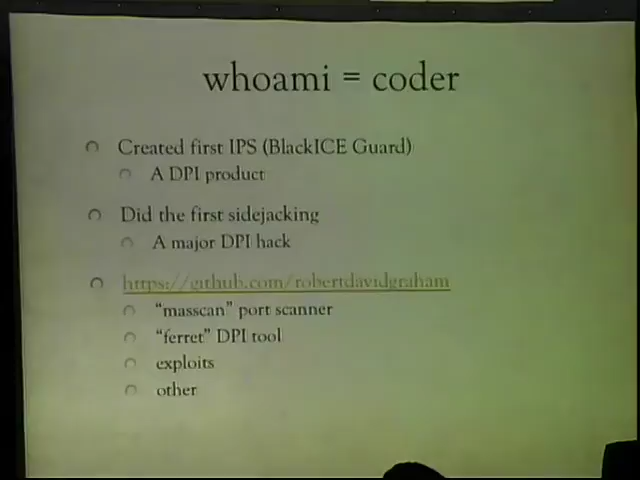 whoami = coder
Created first IPS (BlackICE Guard)
A DPI product
Did the first sidejacking
A major DPI hack
https://github.com/robertdavidgraham
"masscan" port scanner
"ferret" DPI tool
exploits
other